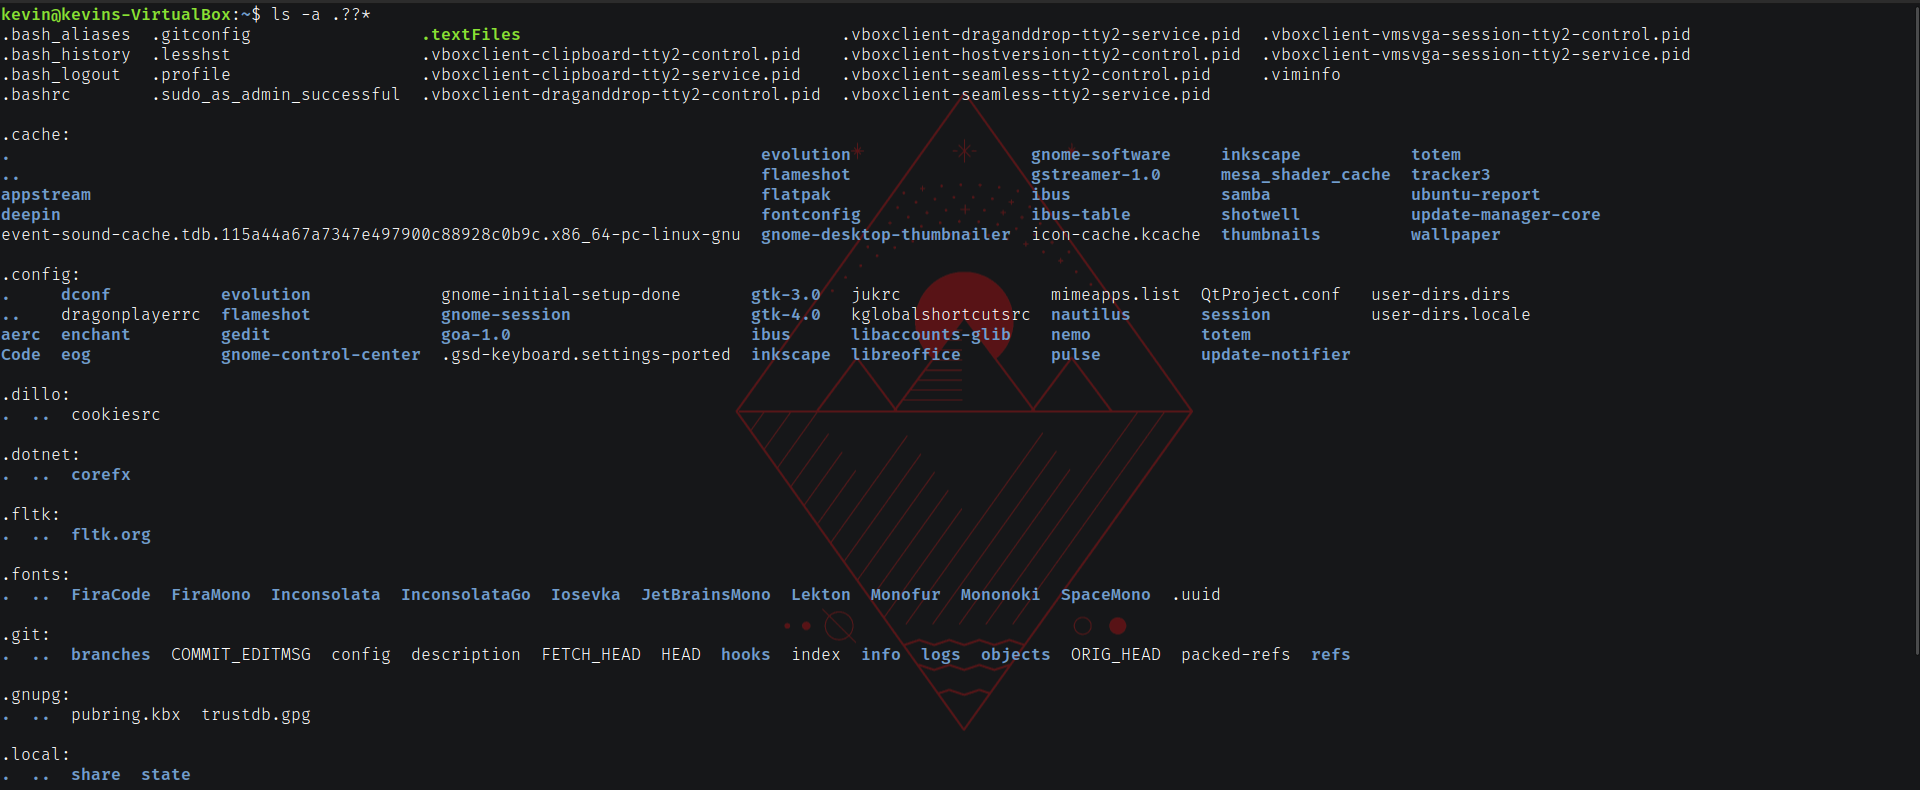 kevin@kevins-VirtualBox:~$ ls -a .??*
.bash_aliases .gitconfig .textFiles .vboxclient-draganddrop-tty2-service.pid .vboxclient-vmsvga-session-tty2-control.pid
.bash_history .lesshst .vboxclient-clipboard-tty2-control.pid .vboxclient-hostversion-tty2-control.pid .vboxclient-vmsvga-session-tty2-service.pid
.bash_logout .profile .vboxclient-clipboard-tty2-service.pid .vboxclient-seamless-tty2-control.pid .viminfo
.bashrc .sudo_as_admin_successful .vboxclient-draganddrop-tty2-control.pid .vboxclient-seamless-tty2-service.pid
.cache:
. evolution gnome-software inkscape totem
.. flameshot gstreamer-1.0 mesa_shader_cache tracker3
appstream flatpak ibus samba ubuntu-report
deepin fontconfig ibus-table shotwell update-manager-core
event-sound-cache.tdb.115a44a67a7347e497900c88928c0b9c.x86_64-pc-linux-gnu gnome-desktop-thumbnailer icon-cache.kcache thumbnails wallpaper
.config:
. dconf evolution gnome-initial-setup-done gtk-3.0 jukrc mimeapps.list QtProject.conf user-dirs.dirs
.. dragonplayerrc flameshot gnome-session gtk-4.0 kglobalshortcutsrc nautilus session user-dirs.locale
aerc enchant gedit goa-1.0 ibus libaccounts-glib nemo totem
Code eog gnome-control-center .gsd-keyboard.settings-ported inkscape libreoffice pulse update-notifier
.dillo:
. .. cookiesrc
.dotnet:
. .. corefx
.fltk:
. .. fltk.org
.fonts:
. .. FiraCode FiraMono Inconsolata InconsolataGo Iosevka JetBrainsMono Lekton Monofur Mononoki SpaceMono .uuid
.git:
. .. branches COMMIT_EDITMSG config description FETCH_HEAD HEAD hooks index info logs objects ORIG_HEAD packed-refs refs
.gnupg:
. .. pubring.kbx trustdb.gpg
.local:
. .. share state